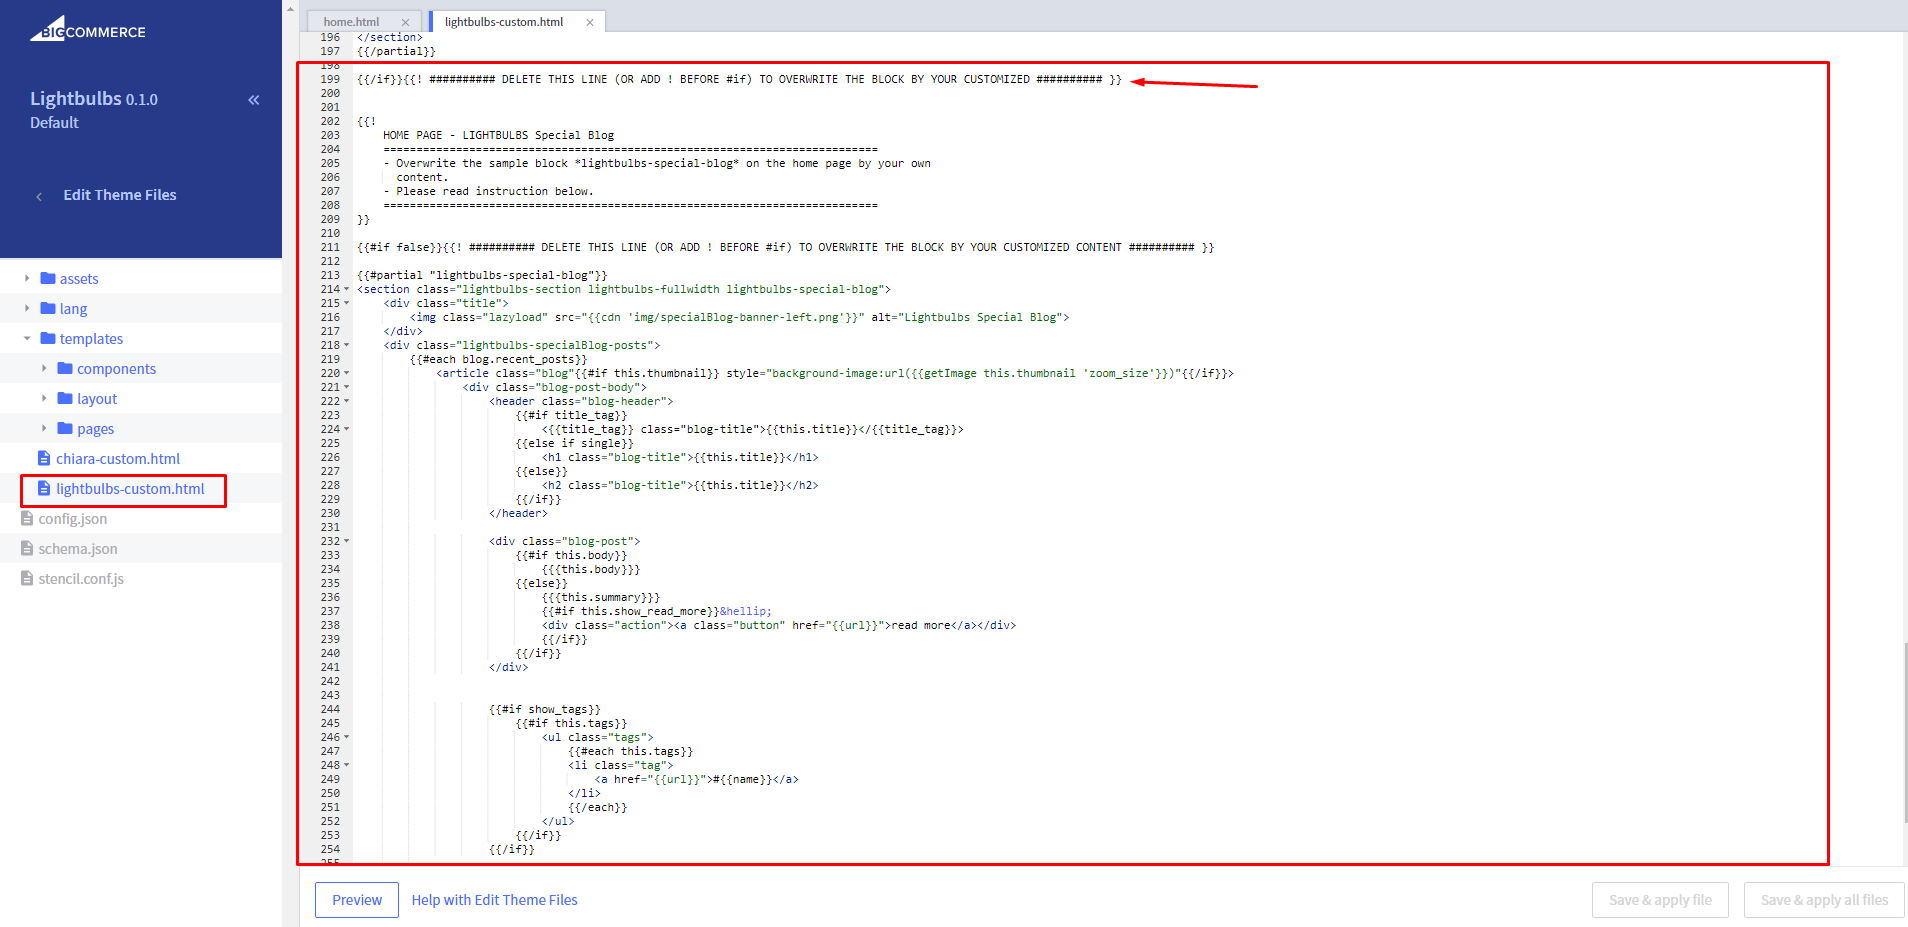 BIGCOMMERCE
Lightbulbs 0.1.0
«
Default
Edit Theme Files
assets
lang
templates
components
layout
pages
chiara-custom.html
lightbulbs-custom.html
config.json
schema.json
stencil.conf.js
home.html ×
lightbulbs-custom.html ×
196 </section>
197 {{/partial}}
198
199 {{/if}}{{! ########## DELETE THIS LINE (OR ADD ! BEFORE #if) TO OVERWRITE THE BLOCK BY YOUR CUSTOMIZED ########## }}
200
201
202 {{!
203 HOME PAGE - LIGHTBULBS Special Blog
204 ===========================================================================
205 - Overwrite the sample block *lightbulbs-special-blog* on the home page by your own
206 content.
207 - Please read instruction below.
208 ===========================================================================
209 }}
210
211 {{#if false}}{{! ########## DELETE THIS LINE (OR ADD ! BEFORE #if) TO OVERWRITE THE BLOCK BY YOUR CUSTOMIZED CONTENT ########## }}
212
213 {{#partial "lightbulbs-special-blog"}}
214 <section class="lightbulbs-section lightbulbs-fullwidth lightbulbs-special-blog">
215 <div class="title">
216 <img class="lazyload" src="{{cdn 'img/specialBlog-banner-left.png'}}" alt="Lightbulbs Special Blog">
217 </div>
218 <div class="lightbulbs-specialBlog-posts">
219 {{#each blog.recent_posts}}
220 <article class="blog"{{#if this.thumbnail}} style="background-image:url({{getImage this.thumbnail 'zoom_size'}})"{{/if}}>
221 <div class="blog-post-body">
222 <header class="blog-header">
223 {{#if title_tag}}
224 <{{title_tag}} class="blog-title">{{this.title}}</{{title_tag}}>
225 {{else if single}}
226 <h1 class="blog-title">{{this.title}}</h1>
227 {{else}}
228 <h2 class="blog-title">{{this.title}}</h2>
229 {{/if}}
230 </header>
231
232 <div class="blog-post">
233 {{#if this.body}}
234 {{{this.body}}}
235 {{else}}
236 {{{this.summary}}}
237 {{#if this.show_read_more}}&hellip;
238 <div class="action"><a class="button" href="{{url}}">read more</a></div>
239 {{/if}}
240 {{/if}}
241 </div>
242
243
244 {{#if show_tags}}
245 {{#if this.tags}}
246 <ul class="tags">
247 {{#each this.tags}}
248 <li class="tag">
249 <a href="{{url}}">#{{name}}</a>
250 </li>
251 {{/each}}
252 </ul>
253 {{/if}}
254 {{/if}}
255
Preview
Help with Edit Theme Files
Save & apply file
Save & apply all files